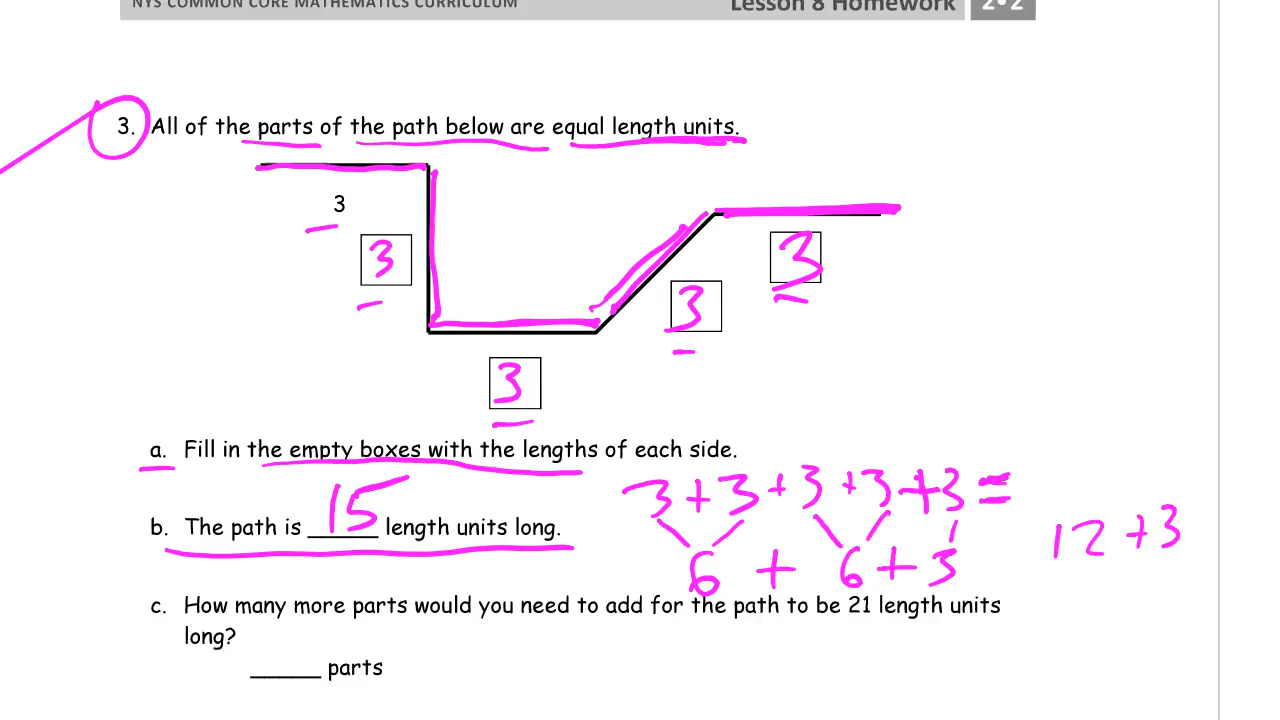 NYS COMMON CORE MATHEMATICS CURRICULUM Lesson 8 Homework 2•2
3. All of the parts of the path below are equal length units.
3
3
3
3
3
a. Fill in the empty boxes with the lengths of each side.
3 + 3 + 3 + 3 + 3 =
b. The path is 15 length units long.
12 + 3
6 + 6 + 3
c. How many more parts would you need to add for the path to be 21 length units
long?
_____ parts